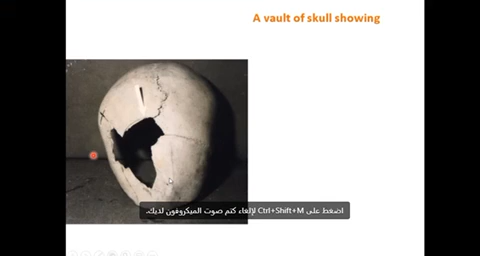 A vault of skull showing
اضغط على Ctrl+Shift+M لإلغاء كتم صوت الميكروفون لديك.